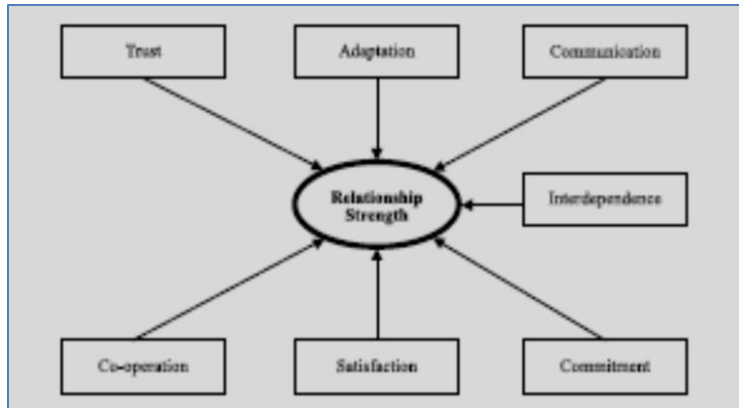 Trust
Adaptation
Communication
Relationship
Strength
Interdependence
Co-operation
Satisfaction
Commitment